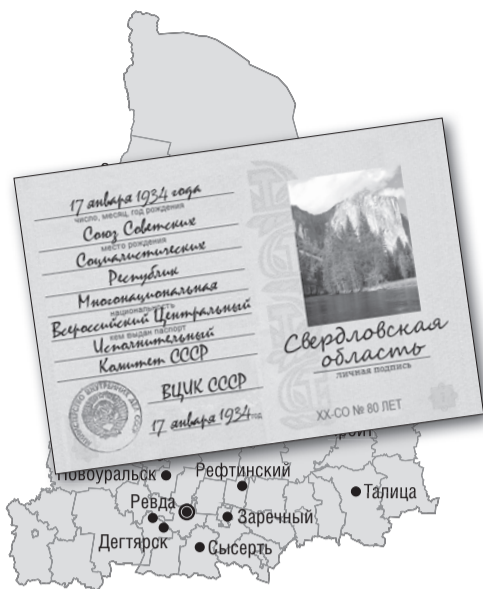 17 января 1934 года
число, месяц, год рождения
Союз Советских
место рождения
Социалистических
Республик
Многонациональная
национальность
Всероссийский Центральный
кем выдан паспорт
Исполнительный
Комитет СССР
ВЦИК СССР
17 января 1934 год
Свердловская
область
личная подпись
XX-СО № 80 ЛЕТ
Новоуральск
Рефтинский
Талица
Ревда
Заречный
Дегтярск
Сысерть